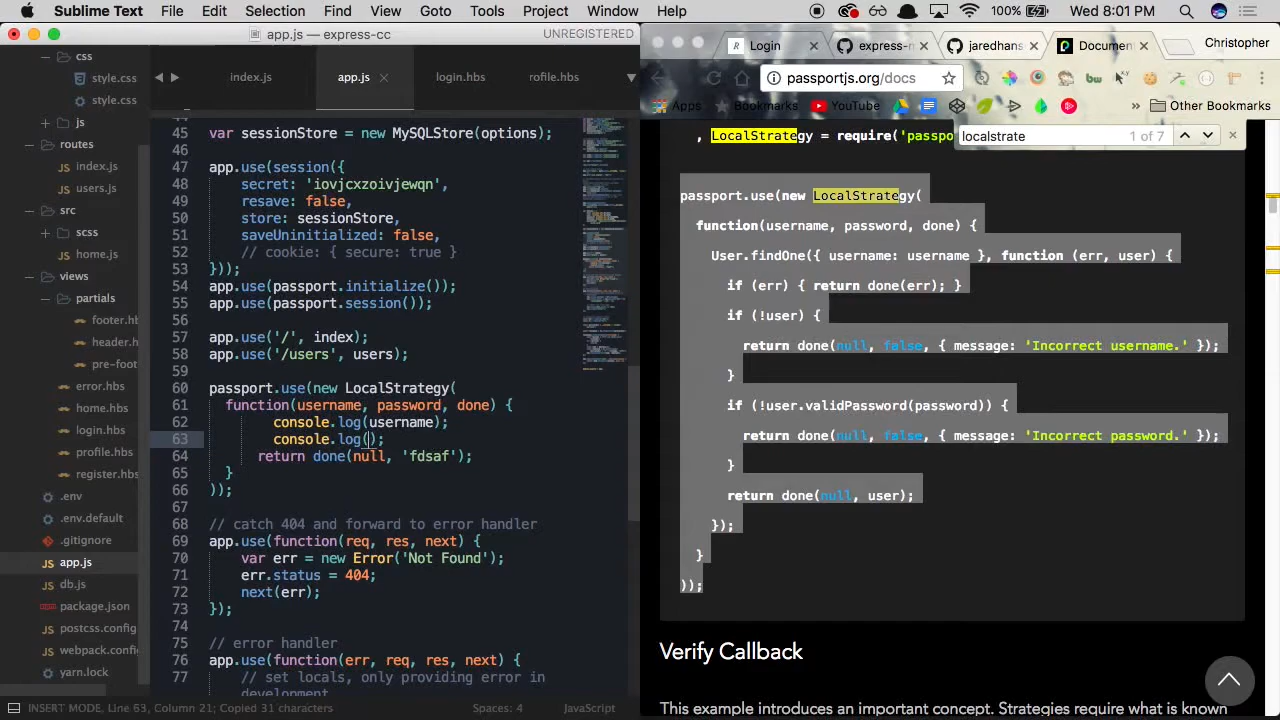 Sublime Text File Edit Selection Find View Goto Tools Project Window Help 100% Wed 8:01 PM
app.js — express-cc UNREGISTERED
index.js app.js login.hbs rofile.hbs
css
style.css
style.css
js
routes
index.js
users.js
src
scss
home.js
views
partials
footer.hb
header.h
pre-foot
error.hbs
home.hbs
login.hbs
profile.hbs
register.hbs
.env
.env.default
.gitignore
app.js
db.js
package.json
postcss.config
webpack.config
yarn.lock
45 var sessionStore = new MySQLStore(options);
46
47 app.use(session({
48 secret: 'iovjcxzoivjewqn',
49 resave: false,
50 store: sessionStore,
51 saveUninitialized: false,
52 // cookie: { secure: true }
53 }));
54 app.use(passport.initialize());
55 app.use(passport.session());
56
57 app.use('/', index);
58 app.use('/users', users);
59
60 passport.use(new LocalStrategy(
61 function(username, password, done) {
62 console.log(username);
63 console.log();
64 return done(null, 'fdsaf');
65 }
66 ));
67
68 // catch 404 and forward to error handler
69 app.use(function(req, res, next) {
70 var err = new Error('Not Found');
71 err.status = 404;
72 next(err);
73 });
74
75 // error handler
76 app.use(function(err, req, res, next) {
77 // set locals, only providing error in
development
INSERT MODE, Line 63, Column 21; Copied 31 characters Spaces: 4 JavaScript
Login express-n jaredhans Documen Christopher
passportjs.org/docs
Apps Bookmarks YouTube » Other Bookmarks
localstrate 1 of 7
, LocalStrategy = require('passpo
passport.use(new LocalStrategy(
function(username, password, done) {
User.findOne({ username: username }, function (err, user) {
if (err) { return done(err); }
if (!user) {
return done(null, false, { message: 'Incorrect username.' });
}
if (!user.validPassword(password)) {
return done(null, false, { message: 'Incorrect password.' });
}
return done(null, user);
});
}
));
Verify Callback
This example introduces an important concept. Strategies require what is known